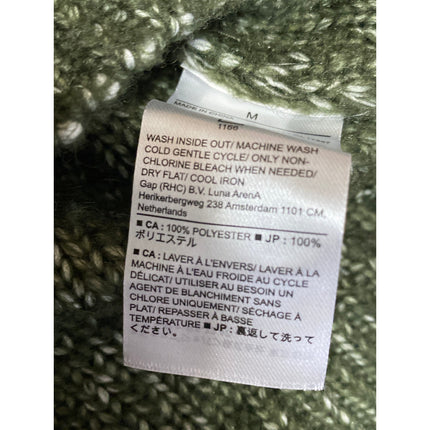 MADE IN CHINA
M
1166
WASH INSIDE OUT/ MACHINE WASH
COLD GENTLE CYCLE/ ONLY NON-
CHLORINE BLEACH WHEN NEEDED/
DRY FLAT/ COOL IRON
Gap (RHC) B.V. Luna ArenA
Herikerbergweg 238 Amsterdam 1101 CM,
Netherlands
■ CA : 100% POLYESTER ■ JP : 100%
ポリエステル
■ CA : LAVER À L'ENVERS/ LAVER À LA
MACHINE À L'EAU FROIDE AU CYCLE
DÉLICAT/ UTILISER AU BESOIN UN
AGENT DE BLANCHIMENT SANS
CHLORE UNIQUEMENT/ SÉCHAGE À
PLAT/ REPASSER À BASSE
TEMPÉRATURE ■ JP : 裏返して洗って
ください。